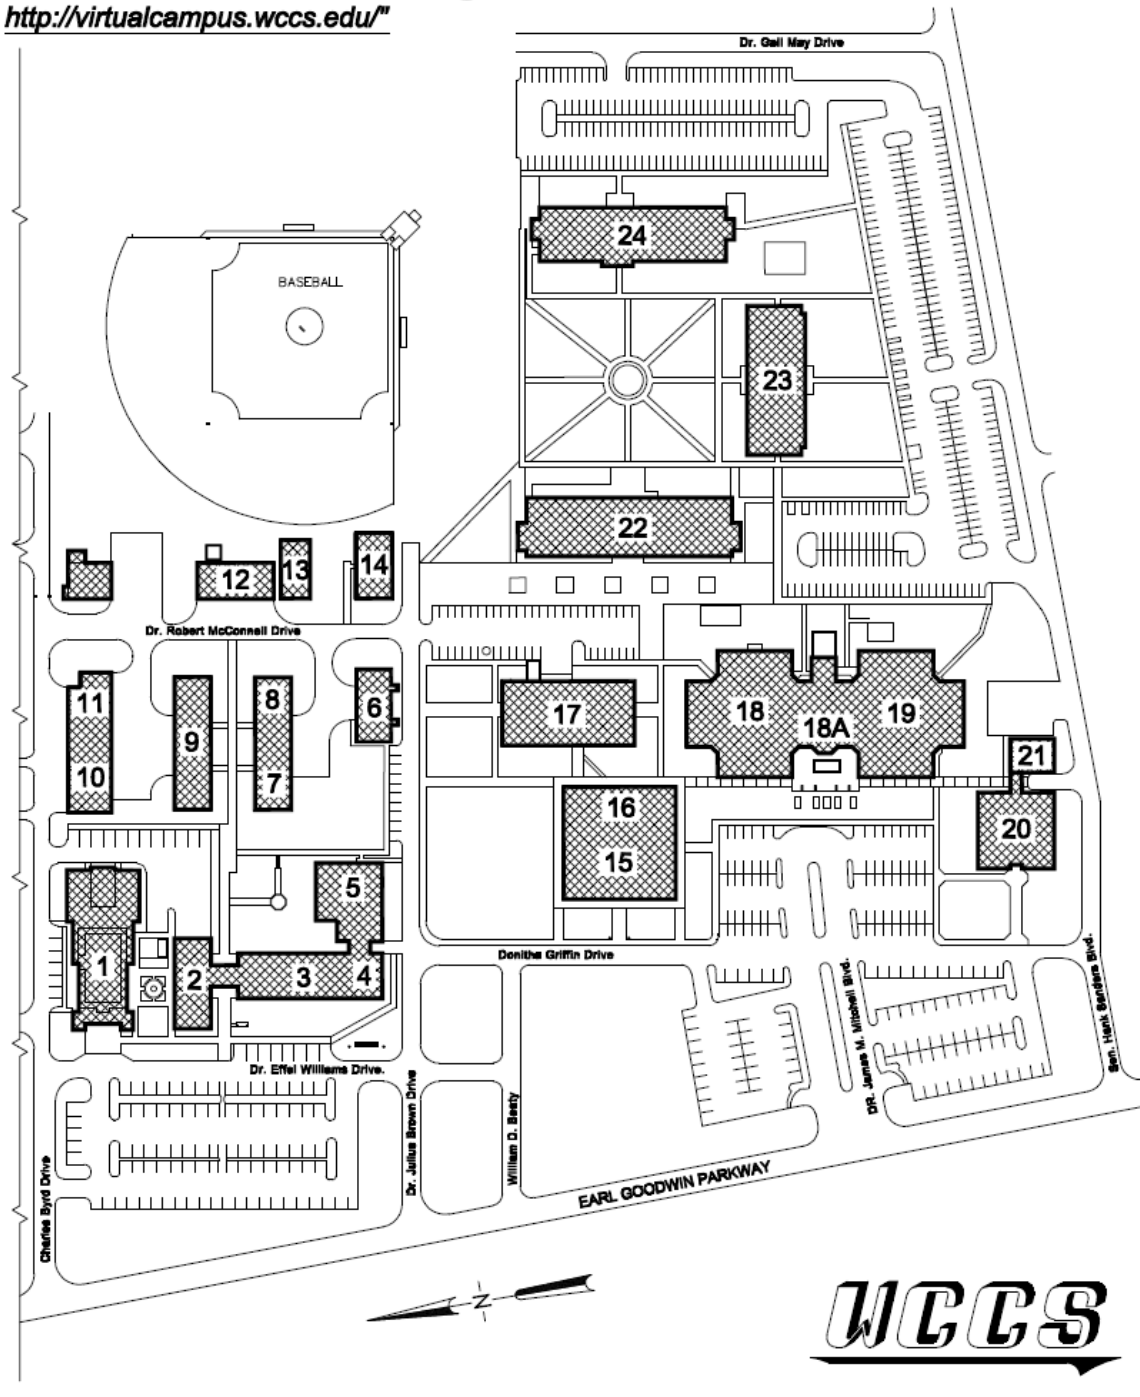 http://virtualcampus.wccs.edu/"
Dr. Gail May Drive
24
BASEBALL
23
22
14
13
12
Dr. Robert McConnell Drive
11
8
6
9
17
18
18A
19
21
10
7
16
20
15
5
1
2
3
4
Donitha Griffin Drive
Sen. Hank Sanders Blvd.
DR. James M. Mitchell Blvd.
Dr. Effel Williams Drive.
Dr. Julius Brown Drive
William D. Beaty
Charles Byrd Drive
EARL GOODWIN PARKWAY
N
WCCS